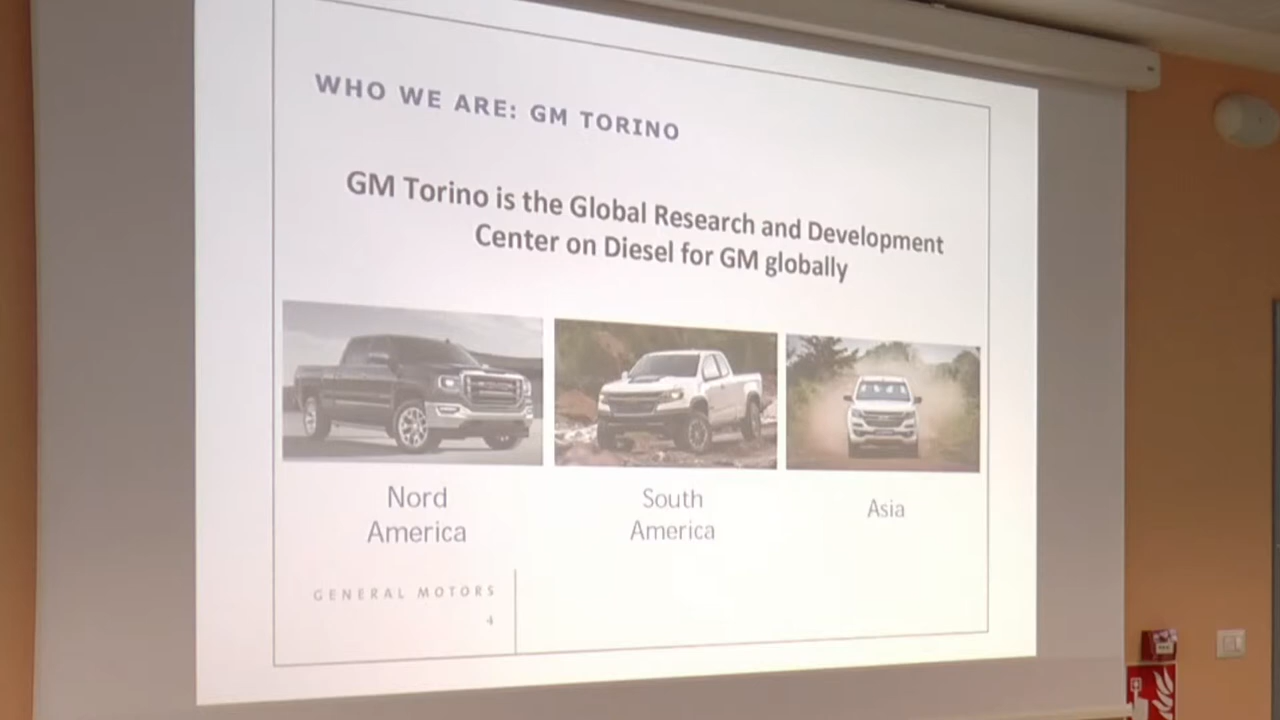 WHO WE ARE: GM TORINO
GM Torino is the Global Research and Development
Center on Diesel for GM globally
Nord
America
South
America
Asia
GENERAL MOTORS
4